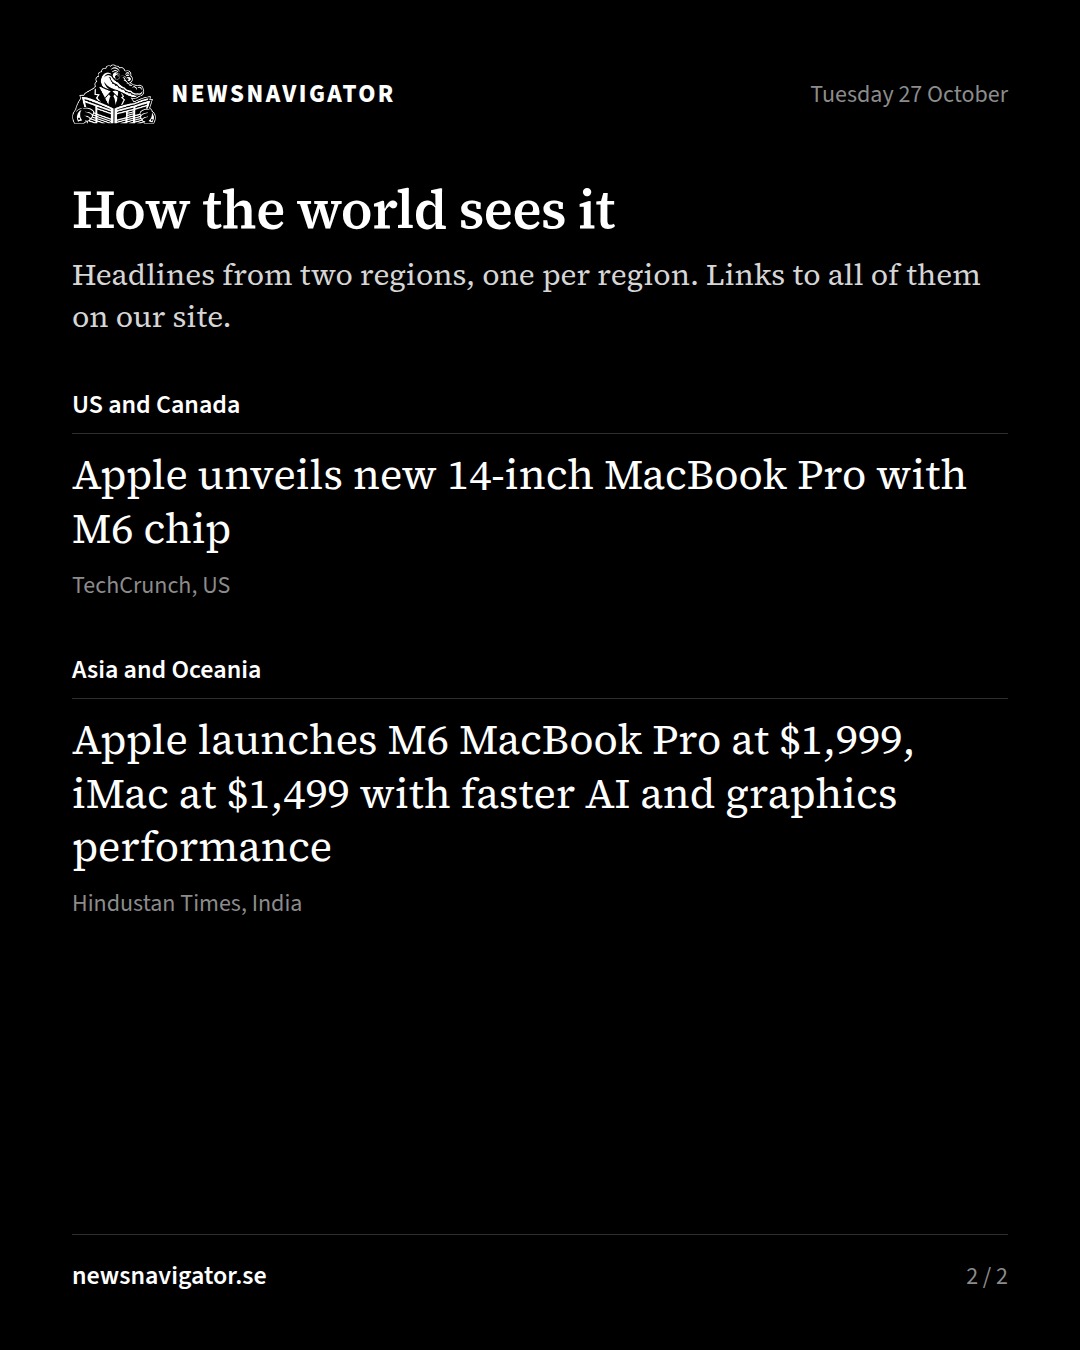 NEWSNAVIGATOR
Tuesday 27 October
How the world sees it
Headlines from two regions, one per region. Links to all of them
on our site.
US and Canada
Apple unveils new 14-inch MacBook Pro with
M6 chip
TechCrunch, US
Asia and Oceania
Apple launches M6 MacBook Pro at $1,999,
iMac at $1,499 with faster AI and graphics
performance
Hindustan Times, India
newsnavigator.se
2 / 2